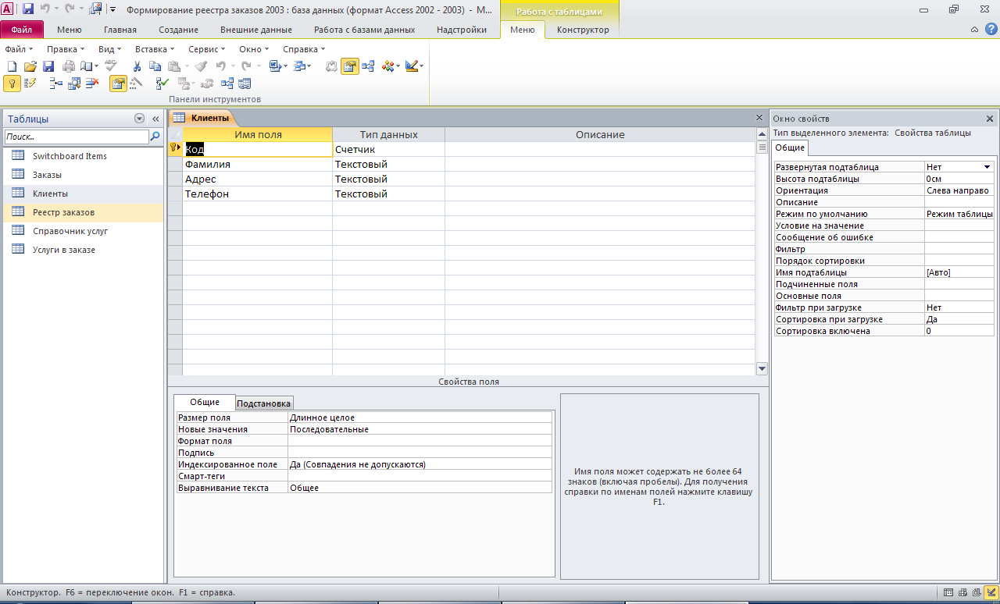 Формирование реестра заказов 2003 : база данных (формат Access 2002 - 2003) - M...
Работа с таблицами
Файл Меню Главная Создание Внешние данные Работа с базами данных Надстройки Меню Конструктор
Файл Правка Вид Вставка Сервис Окно Справка
Панели инструментов
Таблицы
Поиск...
Switchboard Items
Заказы
Клиенты
Реестр заказов
Справочник услуг
Услуги в заказе
Клиенты
Имя поля Тип данных Описание
Код Счетчик
Фамилия Текстовый
Адрес Текстовый
Телефон Текстовый
Свойства поля
Общие Подстановка
Размер поля Длинное целое
Новые значения Последовательные
Формат поля
Подпись
Индексированное поле Да (Совпадения не допускаются)
Смарт-теги
Выравнивание текста Общее
Имя поля может содержать не более 64
знаков (включая пробелы). Для получения
справки по именам полей нажмите клавишу
F1.
Окно свойств
Тип выделенного элемента: Свойства таблицы
Общие
Развернутая подтаблица Нет
Высота подтаблицы 0см
Ориентация Слева направо
Описание
Режим по умолчанию Режим таблицы
Условие на значение
Сообщение об ошибке
Фильтр
Порядок сортировки
Имя подтаблицы [Авто]
Подчиненные поля
Основные поля
Фильтр при загрузке Нет
Сортировка при загрузке Да
Сортировка включена 0
Конструктор. F6 = переключение окон. F1 = справка.